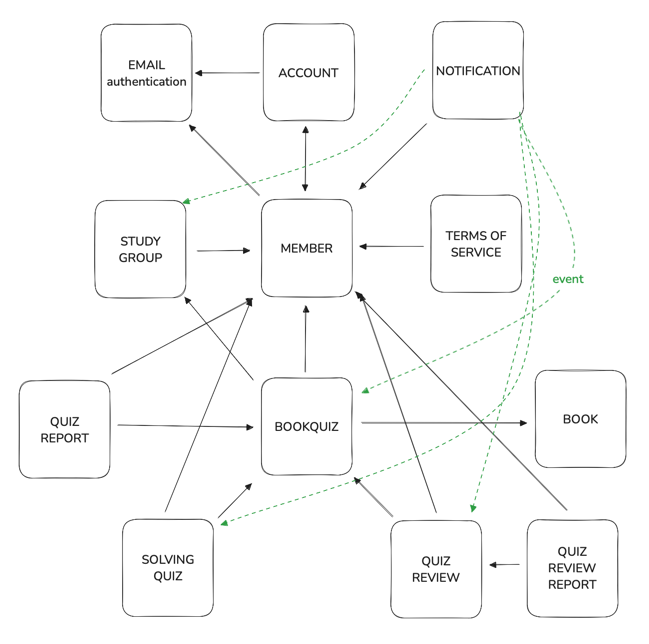 EMAIL
authentication
ACCOUNT
NOTIFICATION
STUDY
GROUP
MEMBER
TERMS OF
SERVICE
event
QUIZ
REPORT
BOOKQUIZ
BOOK
SOLVING
QUIZ
QUIZ
REVIEW
QUIZ
REVIEW
REPORT